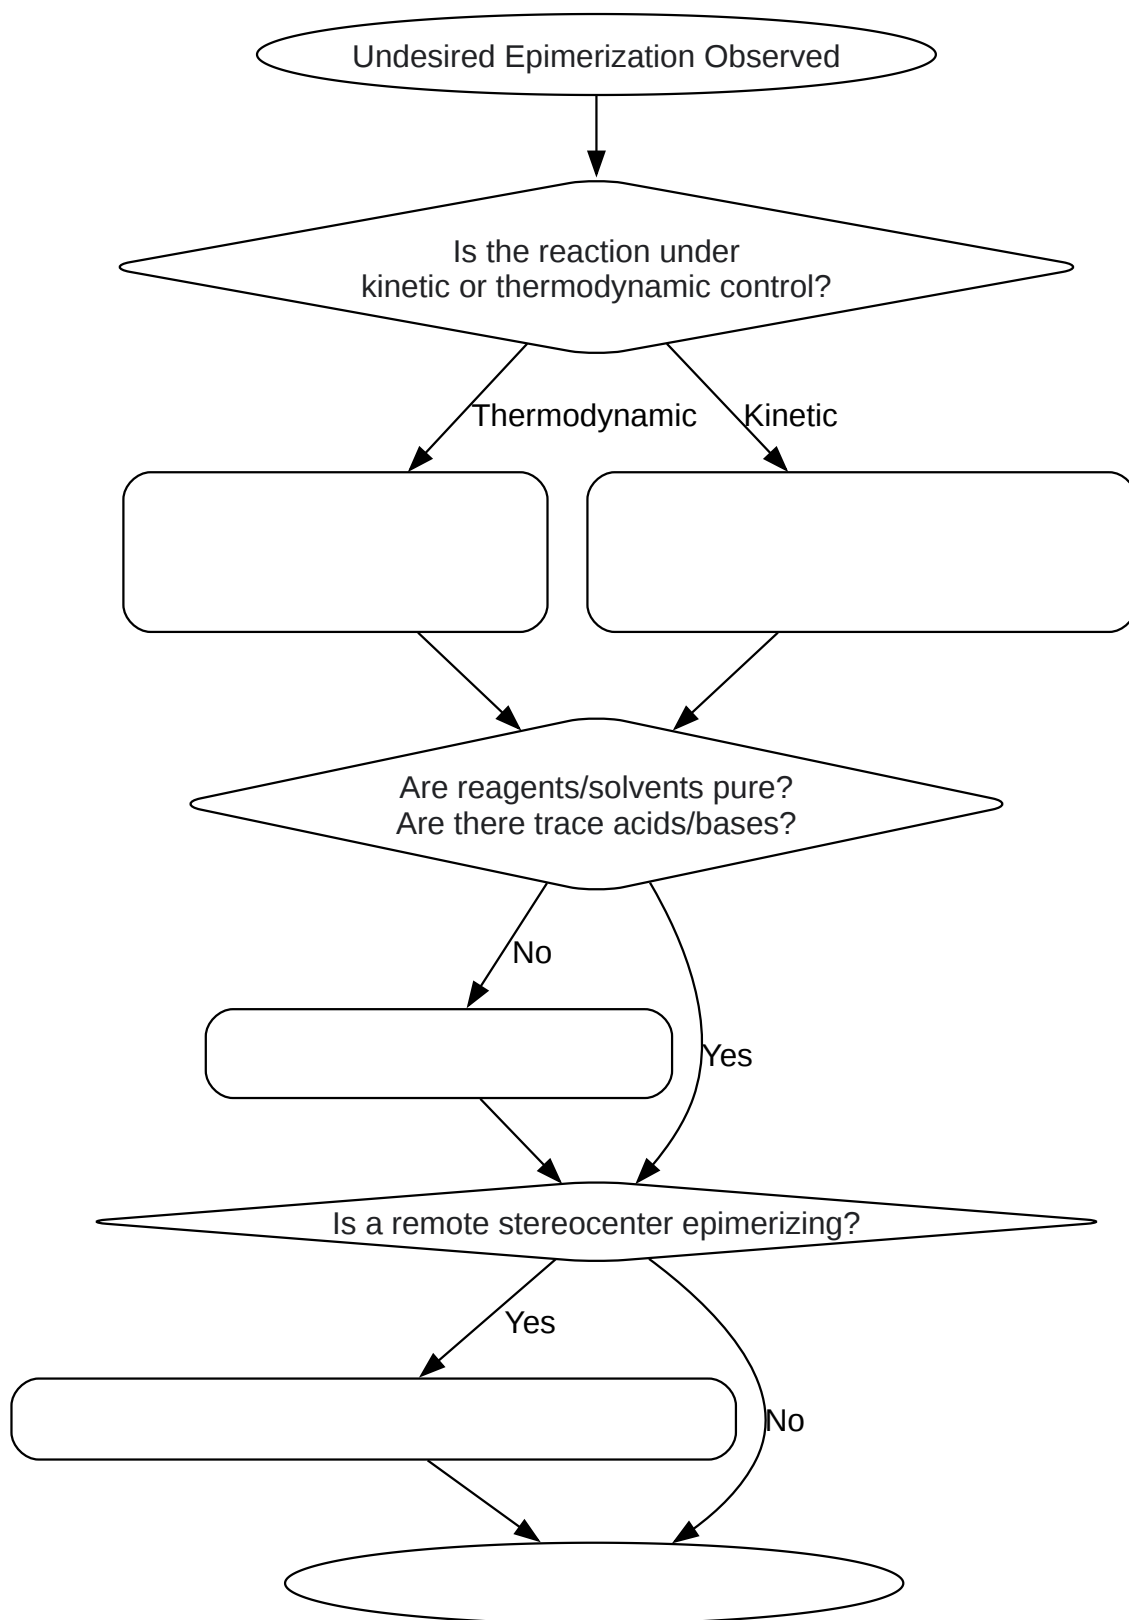 Undesired Epimerization Observed
Is the reaction under
kinetic or thermodynamic control?
Thermodynamic
Kinetic
Are reagents/solvents pure?
Are there trace acids/bases?
No
Yes
Is a remote stereocenter epimerizing?
Yes
No